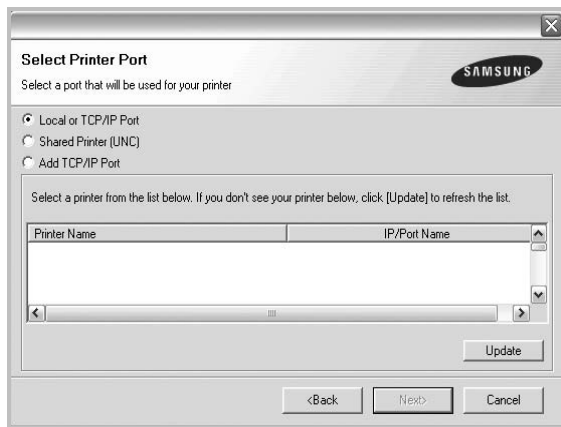 Select Printer Port
Select a port that will be used for your printer
SAMSUNG
Local or TCP/IP Port
Shared Printer (UNC)
Add TCP/IP Port
Select a printer from the list below. If you don't see your printer below, click [Update] to refresh the list.
Printer Name IP/Port Name
Update
<Back Next> Cancel